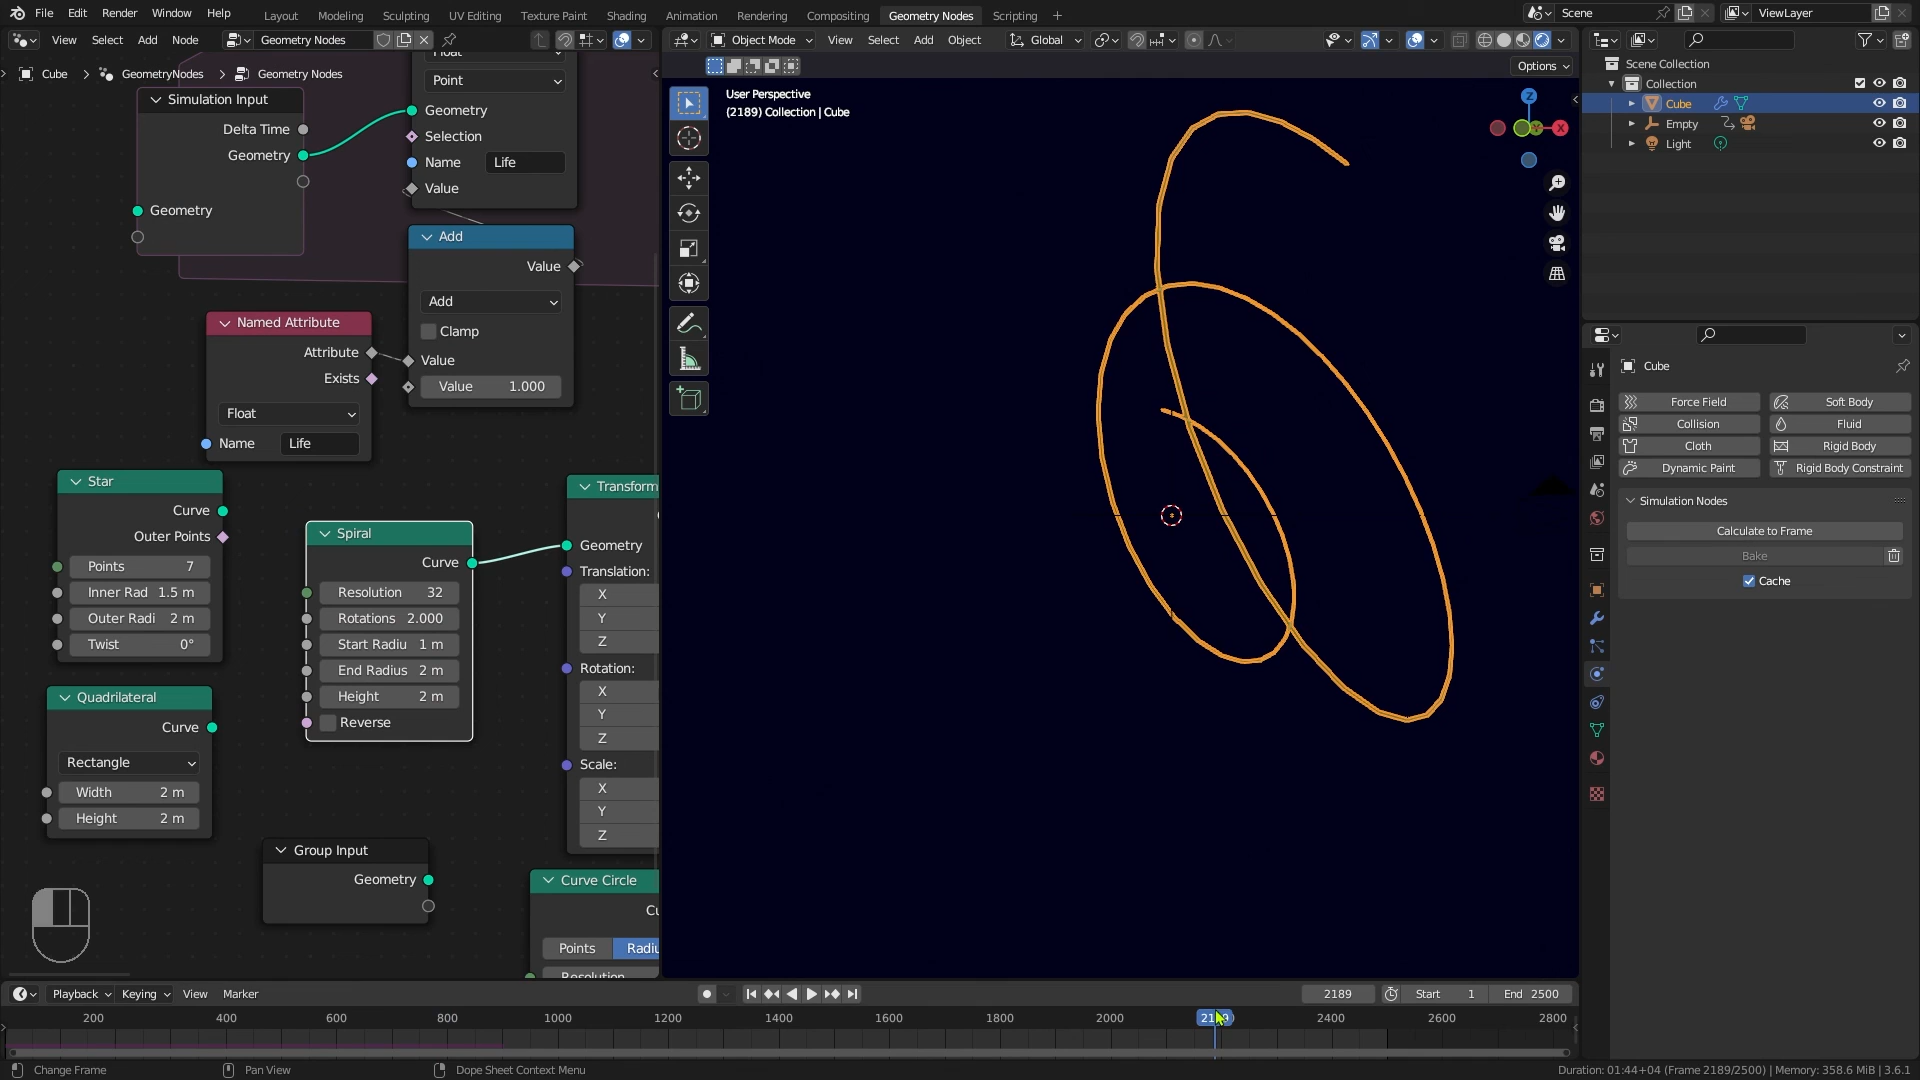 File Edit Render Window Help
Layout Modeling Sculpting UV Editing Texture Paint Shading Animation Rendering Compositing Geometry Nodes Scripting +
Scene
ViewLayer
View Select Add Node
Geometry Nodes
Object Mode
View Select Add Object
Global
Options
Cube
GeometryNodes
Geometry Nodes
Simulation Input
Delta Time
Geometry
Geometry
Point
Geometry
Selection
Name Life
Value
Add
Value
Add
Clamp
Value
Value 1.000
Named Attribute
Attribute
Exists
Float
Name Life
Star
Curve
Outer Points
Points 7
Inner Rad 1.5 m
Outer Radi 2 m
Twist 0°
Spiral
Curve
Resolution 32
Rotations 2.000
Start Radiu 1 m
End Radius 2 m
Height 2 m
Reverse
Transform
Geometry
Translation:
X
Y
Z
Rotation:
X
Y
Z
Scale:
X
Y
Z
Quadrilateral
Curve
Rectangle
Width 2 m
Height 2 m
Group Input
Geometry
Curve Circle
Points
User Perspective
(2189) Collection | Cube
Z
X
Scene Collection
Collection
Cube
Empty
Light
Cube
Force Field
Soft Body
Collision
Fluid
Cloth
Rigid Body
Dynamic Paint
Rigid Body Constraint
Simulation Nodes
Calculate to Frame
Bake
Cache
Playback Keying View Marker
2189
Start 1
End 2500
200 400 600 800 1000 1200 1400 1600 1800 2000 2400 2600 2800
Change Frame
Pan View
Dope Sheet Context Menu
Duration: 01:44+04 (Frame 2189/2500) | Memory: 358.6 MiB | 3.6.1